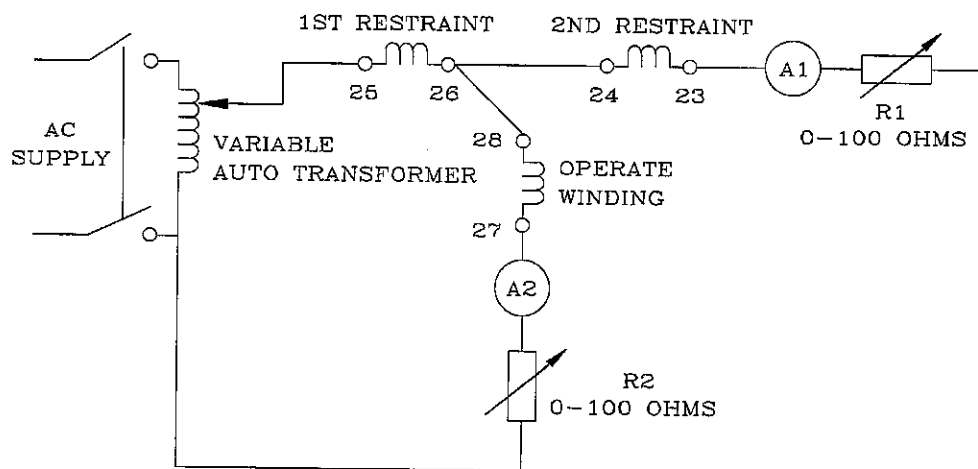 1ST RESTRAINT
2ND RESTRAINT
25
26
24
23
A1
R1
0-100 OHMS
AC
SUPPLY
VARIABLE
AUTO TRANSFORMER
28
OPERATE
WINDING
27
A2
R2
0-100 OHMS